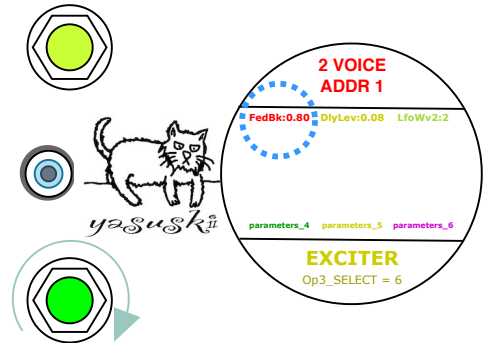 2 VOICE
ADDR 1
FedBk:0.80 DlyLev:0.08 LfoWv2:2
yasuski
parameters_4 parameters_5 parameters_6
EXCITER
Op3_SELECT = 6